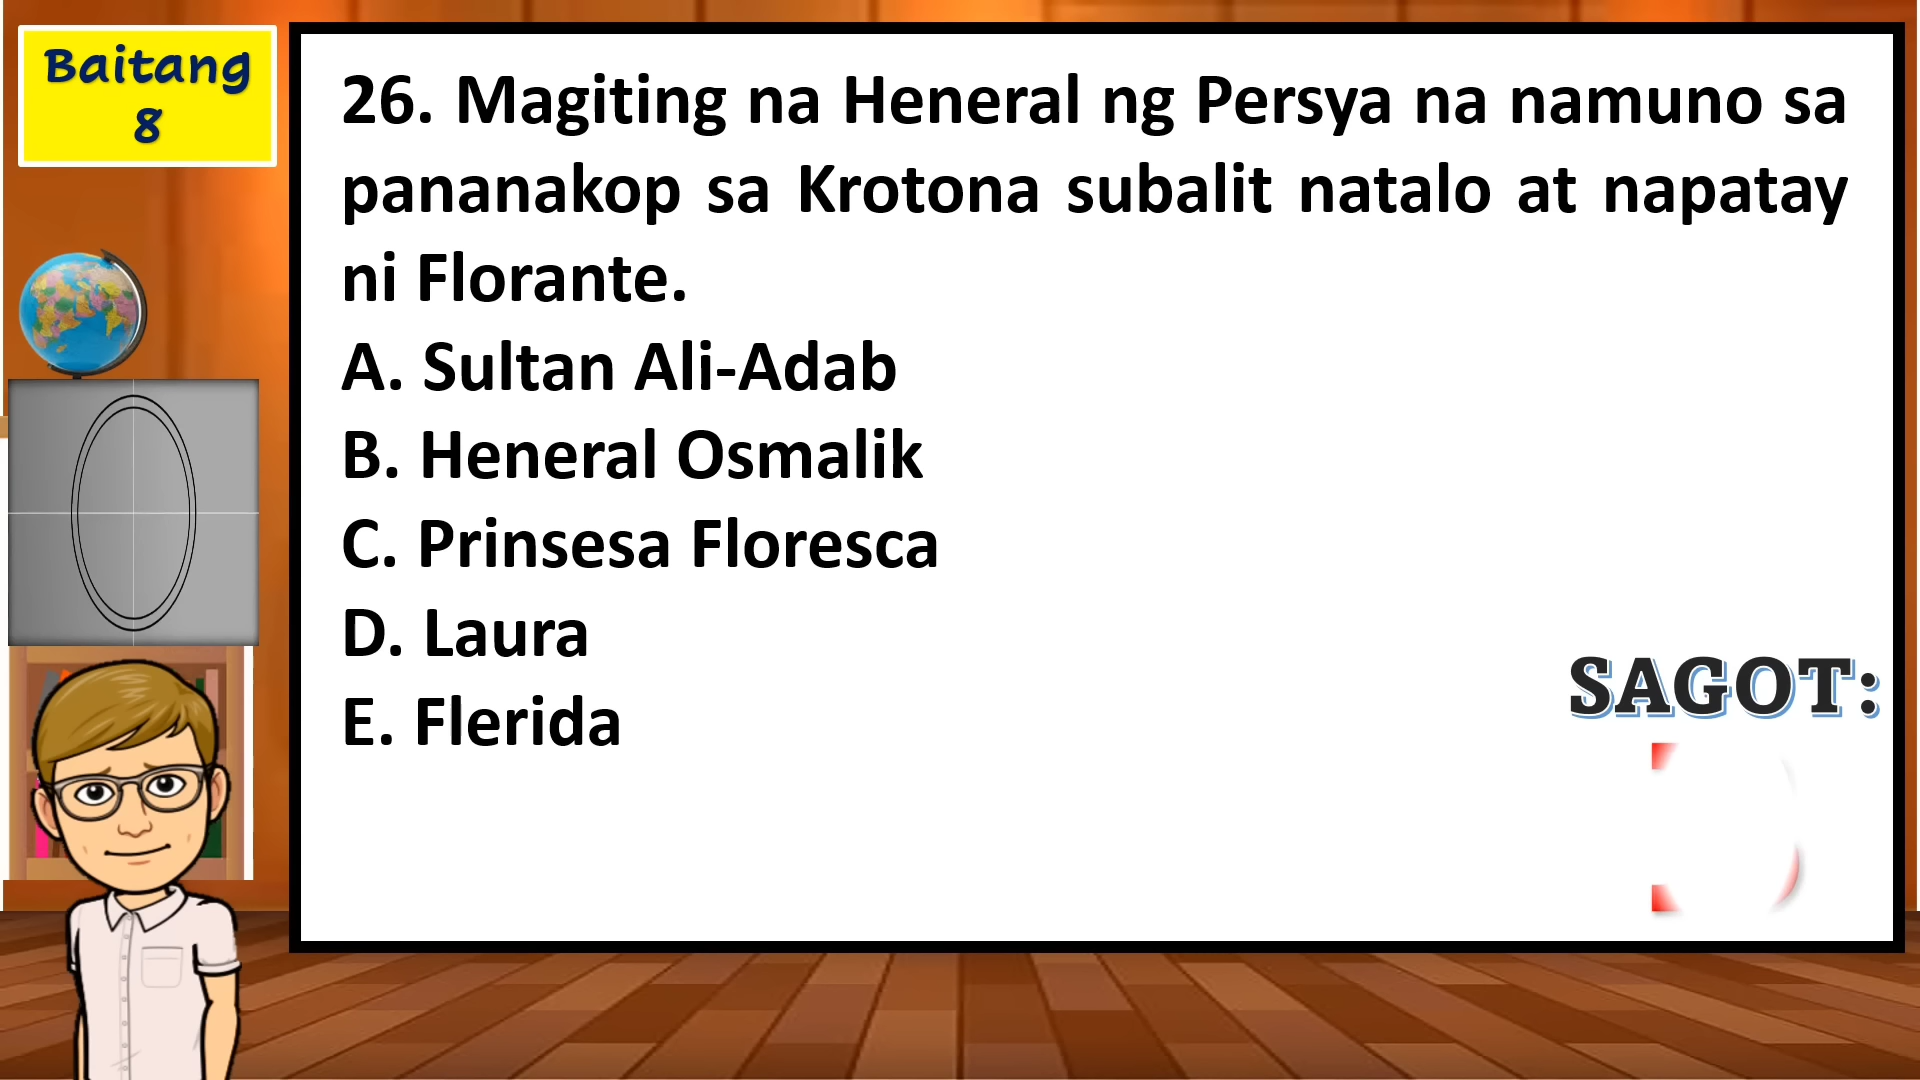 Baitang
8
26. Magiting na Heneral ng Persya na namuno sa
pananakop sa Krotona subalit natalo at napatay
ni Florante.
A. Sultan Ali-Adab
B. Heneral Osmalik
C. Prinsesa Floresca
D. Laura
E. Flerida
SAGOT: